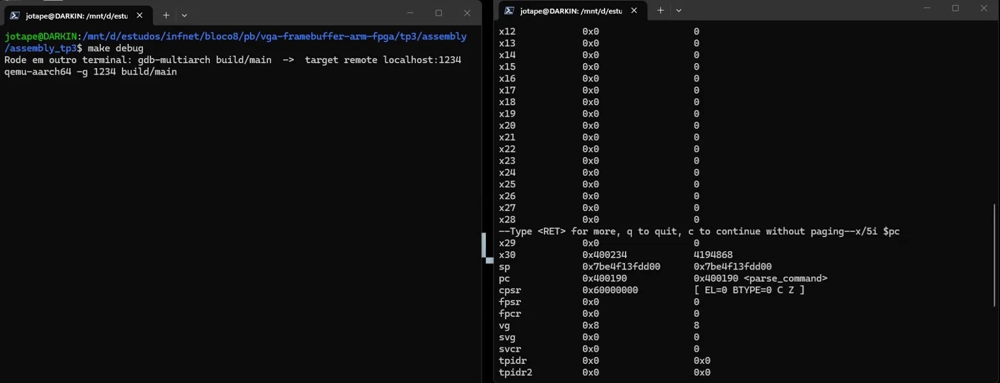 jotape@DARKIN: /mnt/d/estu
jotape@DARKIN:/mnt/d/estudos/infnet/bloco8/pb/vga-framebuffer-arm-fpga/tp3/assembly
/assembly_tp3$ make debug
Rode em outro terminal: gdb-multiarch build/main  ->  target remote localhost:1234
qemu-aarch64 -g 1234 build/main
jotape@DARKIN: /mnt/d/estu
x12 0x0 0
x13 0x0 0
x14 0x0 0
x15 0x0 0
x16 0x0 0
x17 0x0 0
x18 0x0 0
x19 0x0 0
x20 0x0 0
x21 0x0 0
x22 0x0 0
x23 0x0 0
x24 0x0 0
x25 0x0 0
x26 0x0 0
x27 0x0 0
x28 0x0 0
--Type <RET> for more, q to quit, c to continue without paging--x/5i $pc
x29 0x0 0
x30 0x400234 4194868
sp 0x7be4f13fdd00 0x7be4f13fdd00
pc 0x400190 0x400190 <parse_command>
cpsr 0x60000000 [ EL=0 BTYPE=0 C Z ]
fpsr 0x0 0
fpcr 0x0 0
vg 0x8 8
svg 0x0 0
svcr 0x0 0
tpidr 0x0 0x0
tpidr2 0x0 0x0